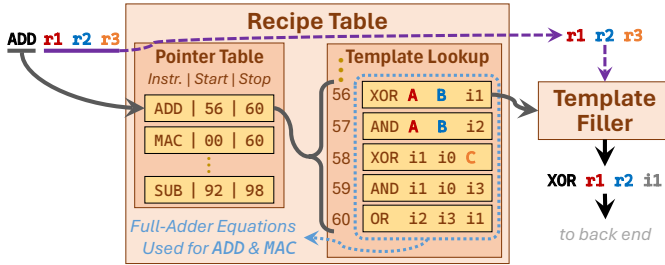 Recipe Table
ADD r1 r2 r3
r1 r2 r3
Pointer Table
Instr. | Start | Stop
ADD | 56 | 60
MAC | 00 | 60
SUB | 92 | 98
Template Lookup
56 XOR A B i1
57 AND A B i2
58 XOR i1 i0 C
59 AND i1 i0 i3
60 OR i2 i3 i1
Full-Adder Equations
Used for ADD & MAC
Template
Filler
XOR r1 r2 i1
to back end